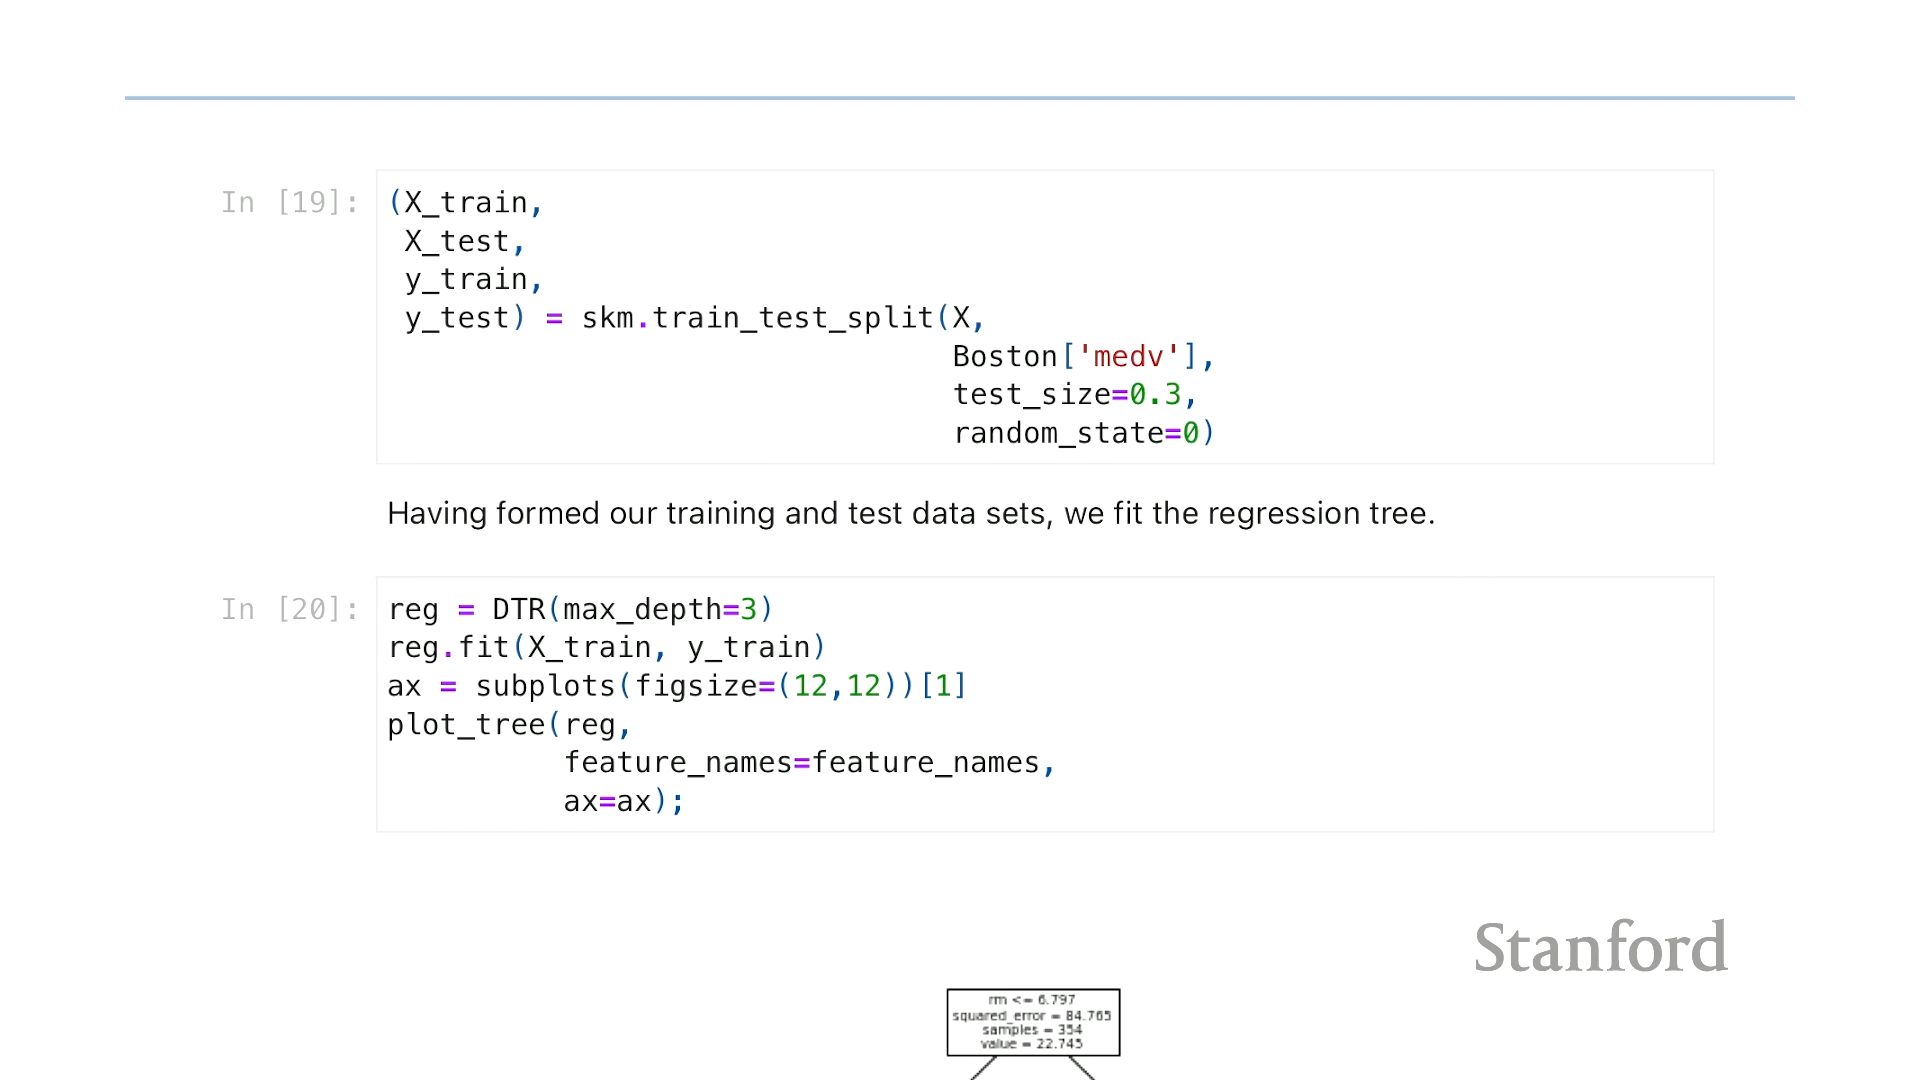 In [19]:
(X_train,
X_test,
y_train,
y_test) = skm.train_test_split(X,
Boston['medv'],
test_size=0.3,
random_state=0)
Having formed our training and test data sets, we fit the regression tree.
In [20]:
reg = DTR(max_depth=3)
reg.fit(X_train, y_train)
ax = subplots(figsize=(12,12))[1]
plot_tree(reg,
feature_names=feature_names,
ax=ax);
Stanford
rm <= 6.797
squared_error = 84.765
samples = 354
value = 22.745